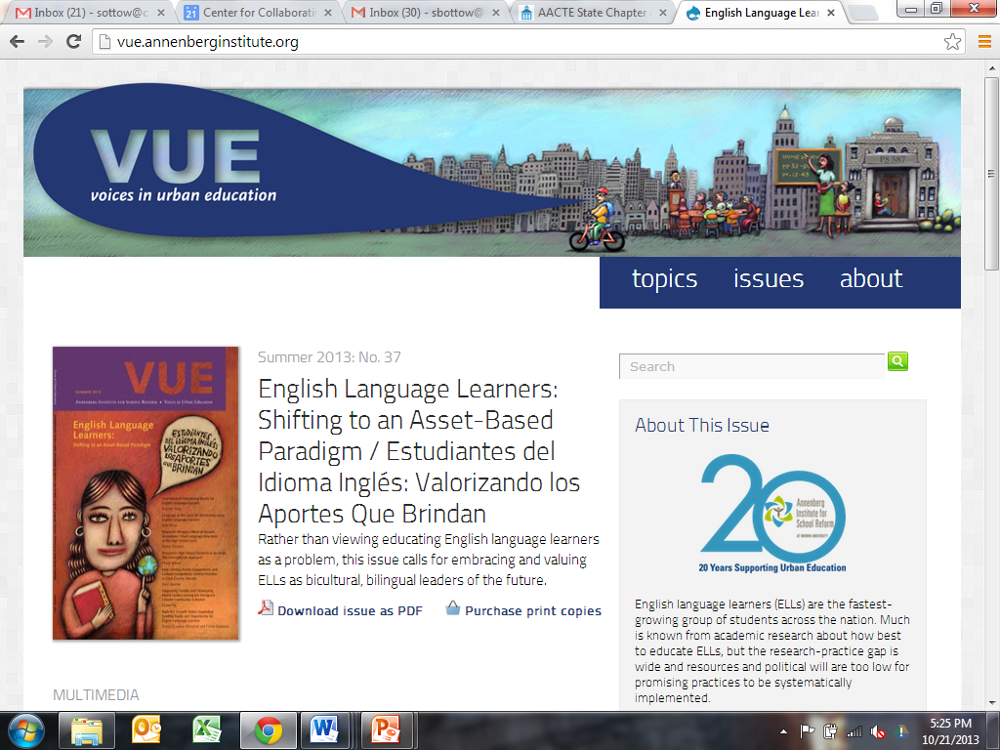 Inbox (21) - sottow@c
Center for Collaborati
Inbox (30) - sbottow@
AACTE State Chapter
English Language Lear
vue.annenberginstitute.org
VUE
voices in urban education
HOME
topics issues about
VUE
SUMMER 2013
English Language
Learners:
Shifting to an Asset-Based Paradigm
ESTUDIANTES
DEL IDIOMA INGLÉS:
VALORIZANDO
LOS APORTES
QUE BRINDAN
Summer 2013: No. 37
English Language Learners:
Shifting to an Asset-Based
Paradigm / Estudiantes del
Idioma Inglés: Valorizando los
Aportes Que Brindan
Rather than viewing educating English language learners
as a problem, this issue calls for embracing and valuing
ELLs as bicultural, bilingual leaders of the future.
Download issue as PDF Purchase print copies
MULTIMEDIA
Search
About This Issue
20
Annenberg
Institute for
School Reform
AT BROWN UNIVERSITY
20 Years Supporting Urban Education
English language learners (ELLs) are the fastest-
growing group of students across the nation. Much
is known from academic research about how best
to educate ELLs, but the research-practice gap is
wide and resources and political will are too low for
promising practices to be systematically
implemented.
5:25 PM
10/21/2013